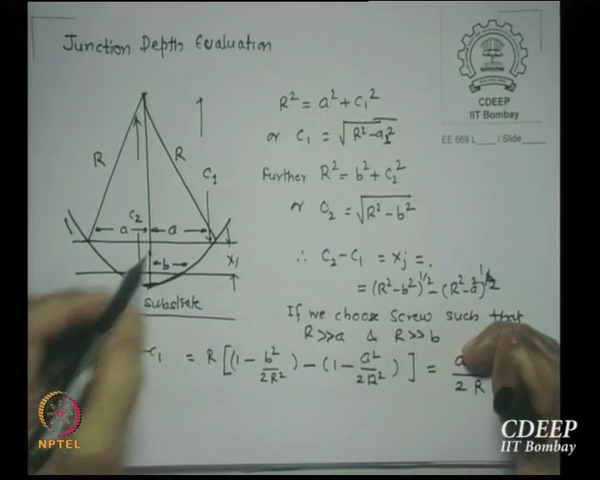 Junction Depth Evaluation
CDEEP
IIT Bombay
EE 669 L____ / Slide____
R² = a² + c₁²
or c₁ = √(R² - a²)
Further R² = b² + c₂²
or c₂ = √(R² - b²)
∴ c₂ - c₁ = xj = .
= (R² - b²)^1/2 - (R² - a²)^1/2
If we choose screw such that
R >> a & R >> b
c₁ = R [(1 - b²/2R²) - (1 - a²/2R²)] = a / 2R
R R c₁
c₂
a a
b xj
substrate
NPTEL
CDEEP
IIT Bombay